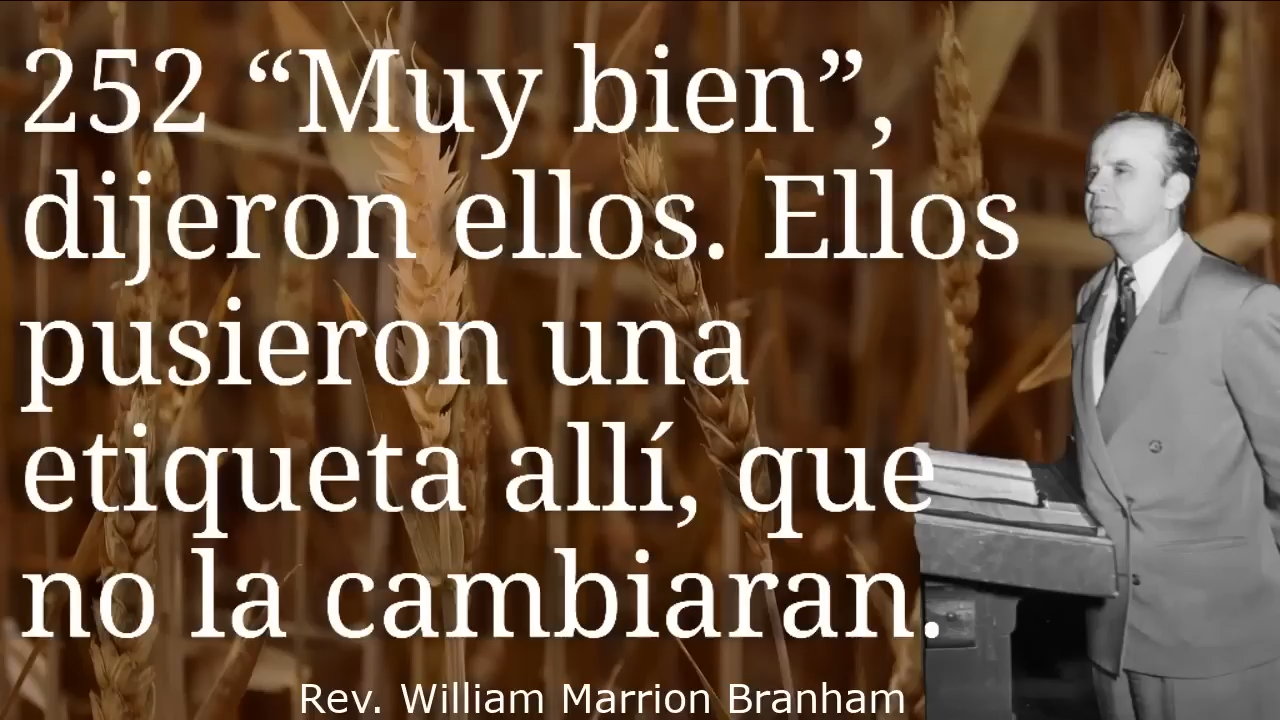 252 “Muy bien”,
dijeron ellos. Ellos
pusieron una
etiqueta allí, que
no la cambiaran.
Rev. William Marrion Branham